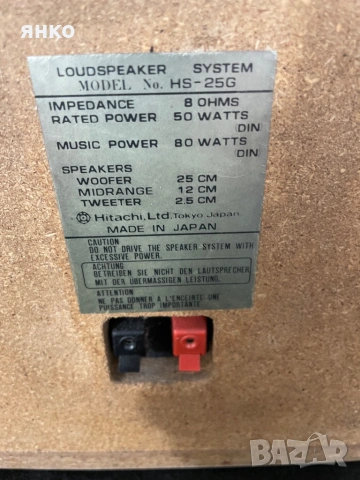 ЯНКО
LOUDSPEAKER SYSTEM
MODEL No. HS-25G
IMPEDANCE 8 OHMS
RATED POWER 50 WATTS
(DIN)
MUSIC POWER 80 WATTS
(DIN)
SPEAKERS
WOOFER 25 CM
MIDRANGE 12 CM
TWEETER 2.5 CM
Hitachi, Ltd. Tokyo Japan
MADE IN JAPAN
CAUTION
DO NOT DRIVE THE SPEAKER SYSTEM WITH
EXCESSIVE POWER.
ACHTUNG
BETREIBEN SIE NICHT DEN LAUTSPRECHER
MIT DER ÜBERMÄSSIGEN LEISTUNG.
ATTENTION
NE PAS DONNER A L'ENCEINTE UNE
PUISSANCE TROP IMPORTANTE.
BAZAR
bg